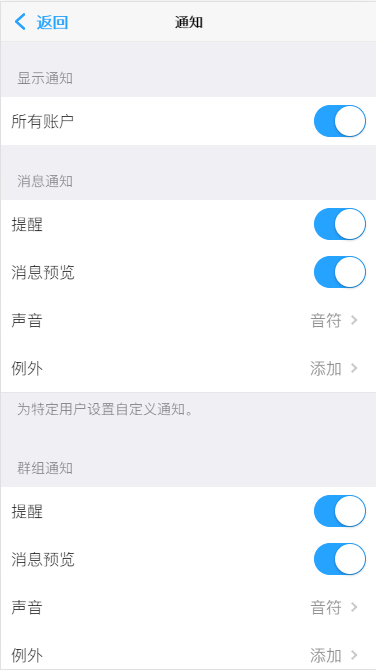 返回
通知
显示通知
所有账户
消息通知
提醒
消息预览
声音 音符
例外 添加
为特定用户设置自定义通知。
群组通知
提醒
消息预览
声音 音符
例外 添加